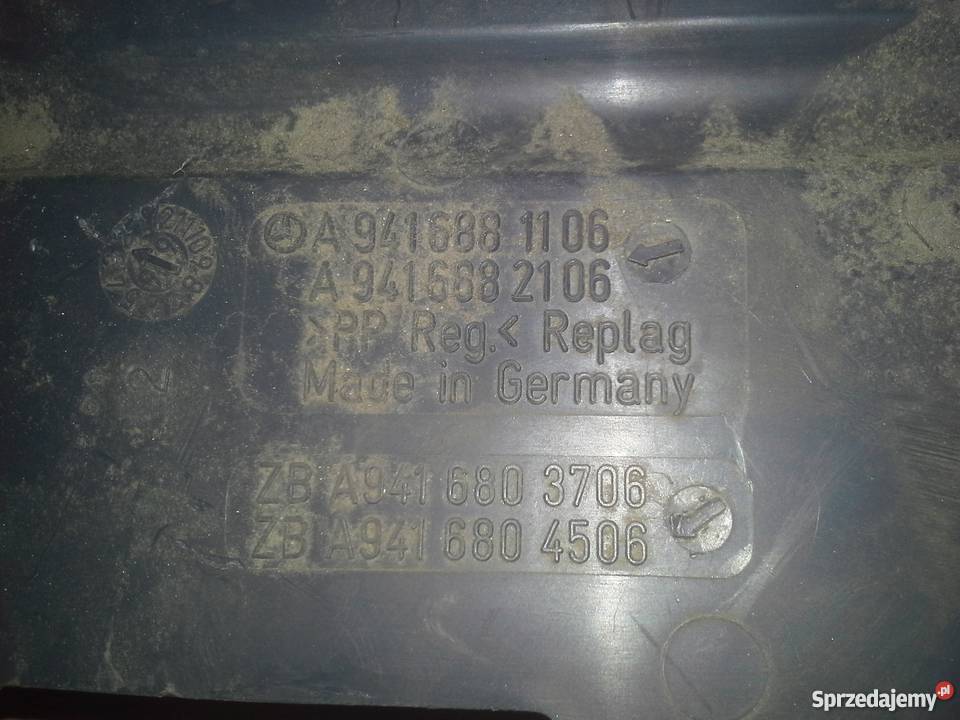 A 941 688 1106
A 941 688 2106
>PP Reg.< Replag
Made in Germany
2
ZB A941 680 3706
ZB A941 680 4506
Sprzedajemy.pl